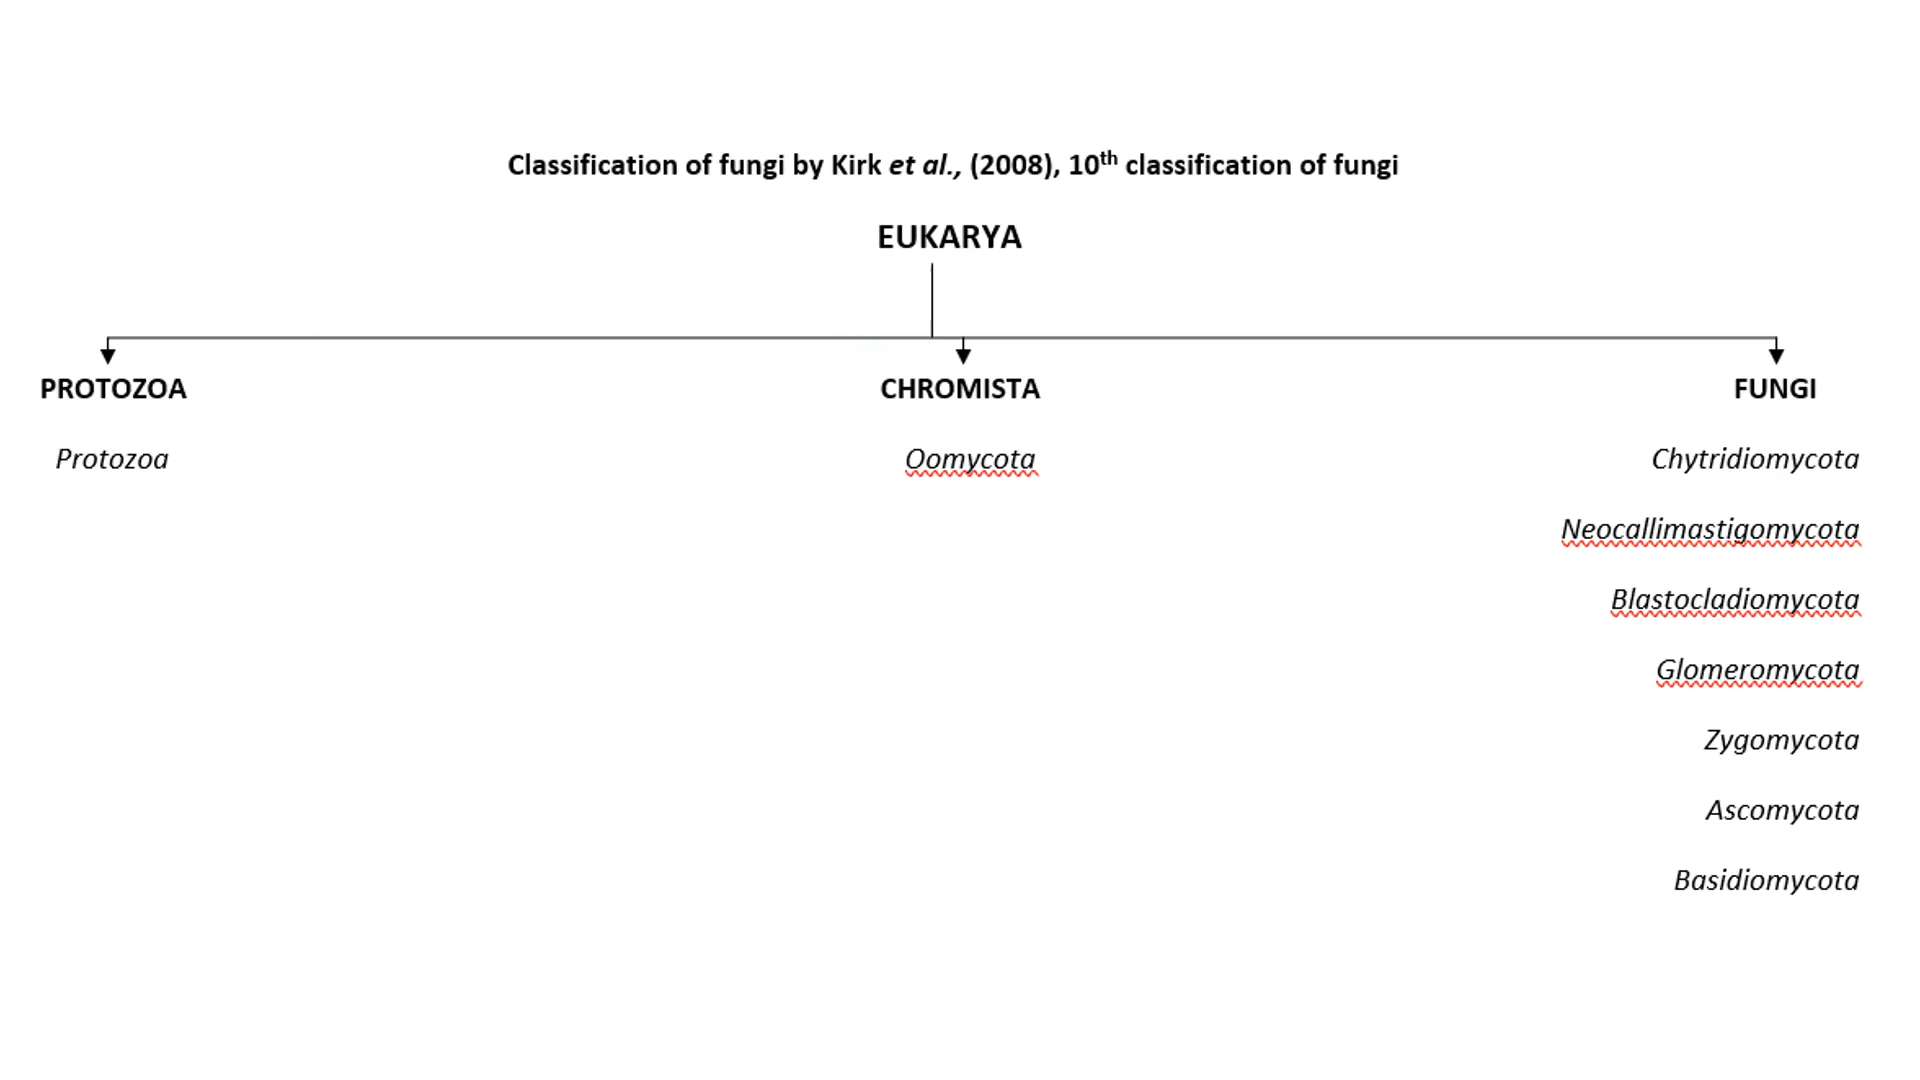 Classification of fungi by Kirk et al., (2008), 10th classification of fungi
EUKARYA
PROTOZOA CHROMISTA FUNGI
Protozoa Oomycota Chytridiomycota
Neocallimastigomycota
Blastocladiomycota
Glomeromycota
Zygomycota
Ascomycota
Basidiomycota